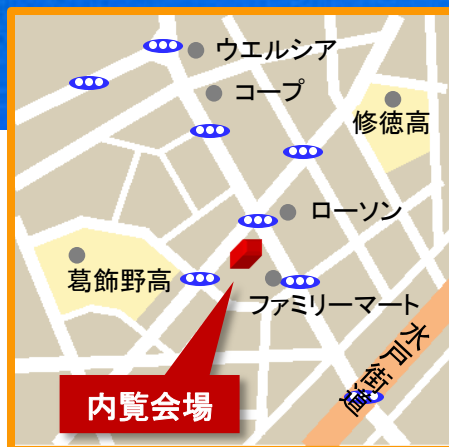 ウエルシア
コープ
修徳高
ローソン
葛飾野高
ファミリーマート
水戸街道
内覧会場